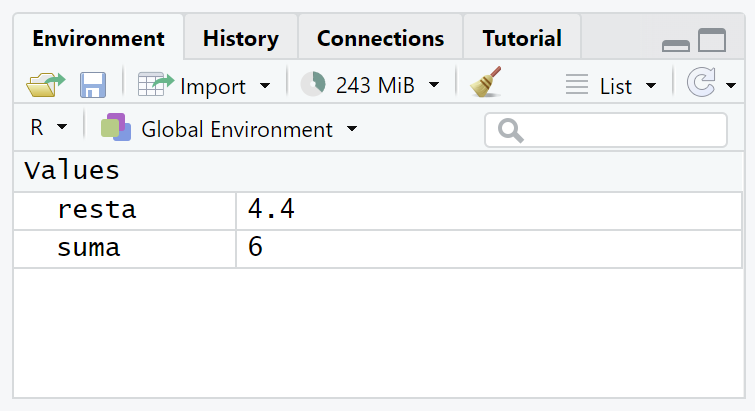 Environment History Connections Tutorial
Import 243 MiB List
R Global Environment
Values
resta 4.4
suma 6